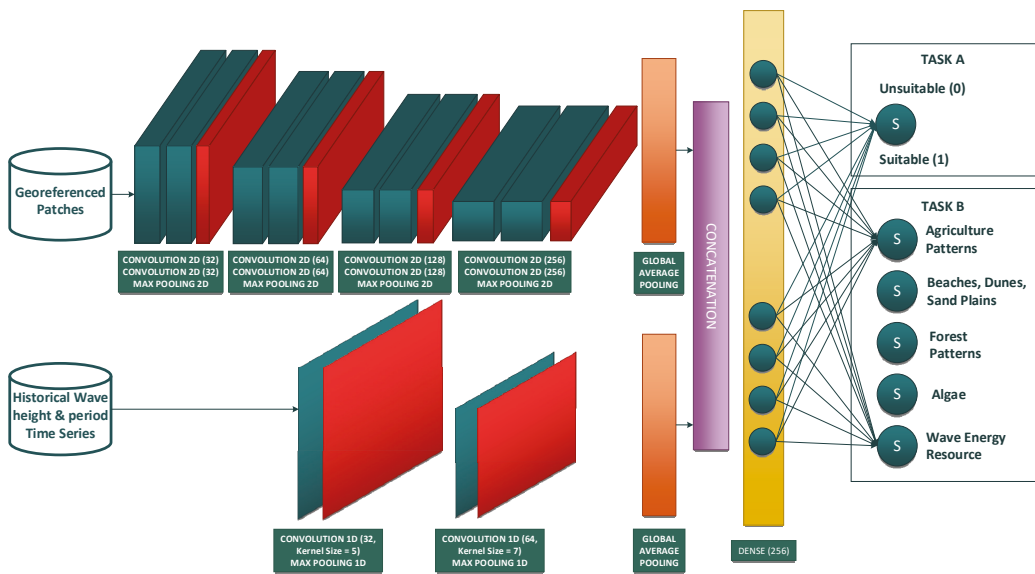 Georeferenced
Patches
CONVOLUTION 2D (32)
CONVOLUTION 2D (32)
MAX POOLING 2D
CONVOLUTION 2D (64)
CONVOLUTION 2D (64)
MAX POOLING 2D
CONVOLUTION 2D (128)
CONVOLUTION 2D (128)
MAX POOLING 2D
CONVOLUTION 2D (256)
CONVOLUTION 2D (256)
MAX POOLING 2D
GLOBAL
AVERAGE
POOLING
Historical Wave
height & period
Time Series
CONVOLUTION 1D (32,
Kernel Size = 5)
MAX POOLING 1D
CONVOLUTION 1D (64,
Kernel Size = 7)
MAX POOLING 1D
GLOBAL
AVERAGE
POOLING
CONCATENATION
DENSE (256)
TASK A
Unsuitable (0)
S
Suitable (1)
TASK B
S Agriculture
Patterns
S Beaches, Dunes,
Sand Plains
S Forest
Patterns
S Algae
S Wave Energy
Resource